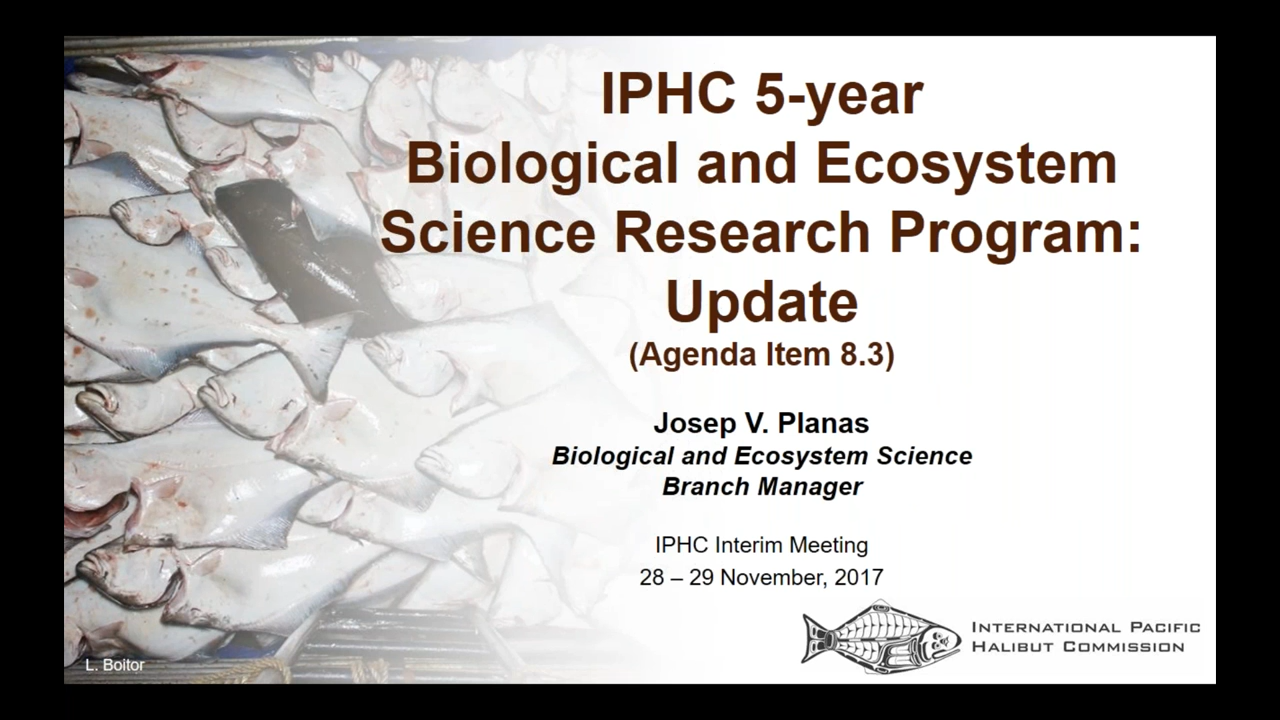 IPHC 5-year
Biological and Ecosystem
Science Research Program:
Update
(Agenda Item 8.3)
Josep V. Planas
Biological and Ecosystem Science
Branch Manager
IPHC Interim Meeting
28 – 29 November, 2017
INTERNATIONAL PACIFIC
HALIBUT COMMISSION
L. Boitor